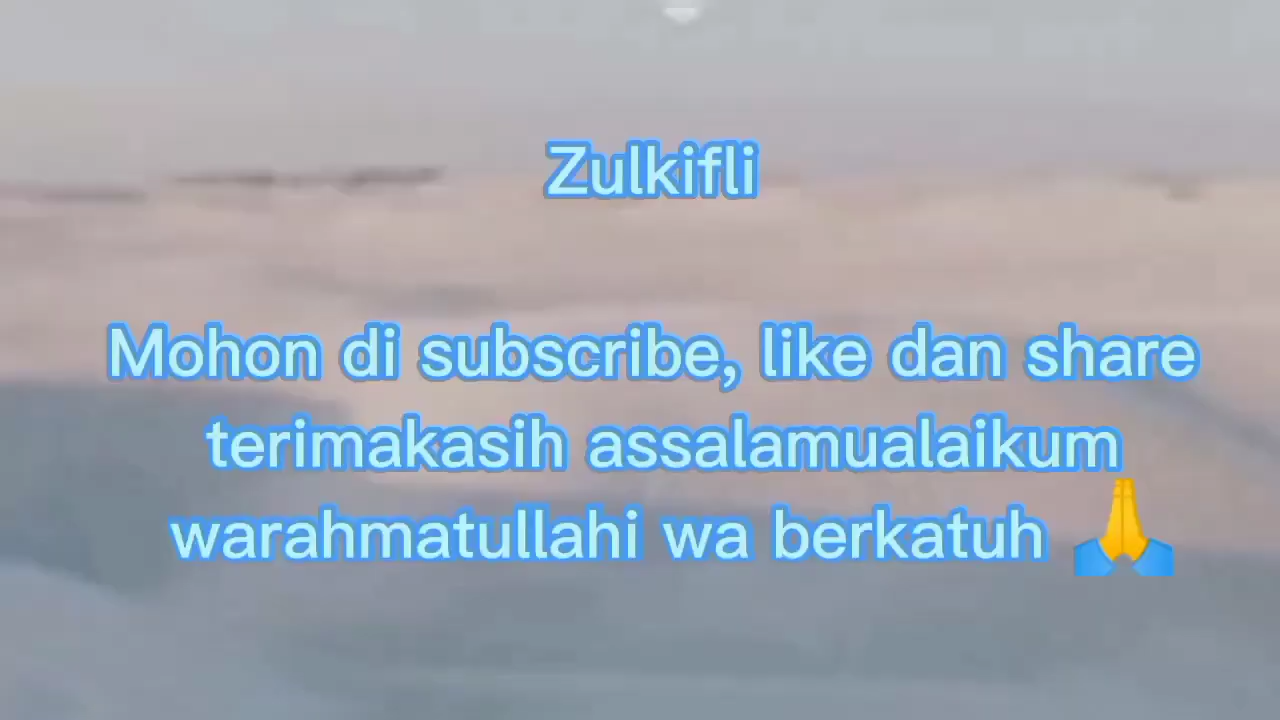 Zulkifli
Mohon di subscribe, like dan share
terimakasih assalamualaikum
warahmatullahi wa berkatuh 🙏